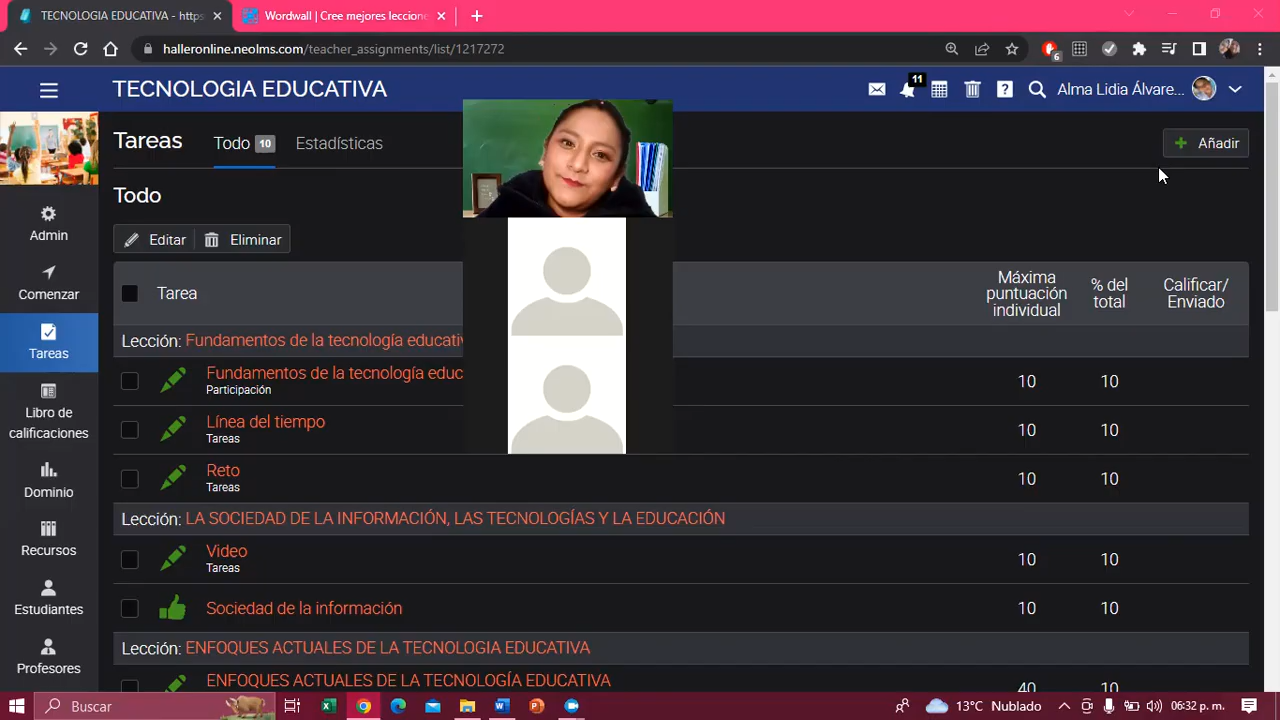 TECNOLOGIA EDUCATIVA - https
Wordwall | Cree mejores leccione
halleronline.neolms.com/teacher_assignments/list/1217272
6
TECNOLOGIA EDUCATIVA
11
?
Alma Lidia Álvare...
Tareas
Todo 10
Estadísticas
Añadir
Todo
Editar
Eliminar
Admin
Comenzar
Tareas
Libro de
calificaciones
Dominio
Recursos
Estudiantes
Profesores
Tarea
Máxima
puntuación
individual
% del
total
Calificar/
Enviado
Lección: Fundamentos de la tecnología educati
Fundamentos de la tecnología educ
Participación
10
10
Línea del tiempo
Tareas
10
10
Reto
Tareas
10
10
Lección: LA SOCIEDAD DE LA INFORMACIÓN, LAS TECNOLOGÍAS Y LA EDUCACIÓN
Video
Tareas
10
10
Sociedad de la información
10
10
Lección: ENFOQUES ACTUALES DE LA TECNOLOGIA EDUCATIVA
ENFOQUES ACTUALES DE LA TECNOLOGÍA EDUCATIVA
40
10
Buscar
13°C Nublado
06:32 p. m.